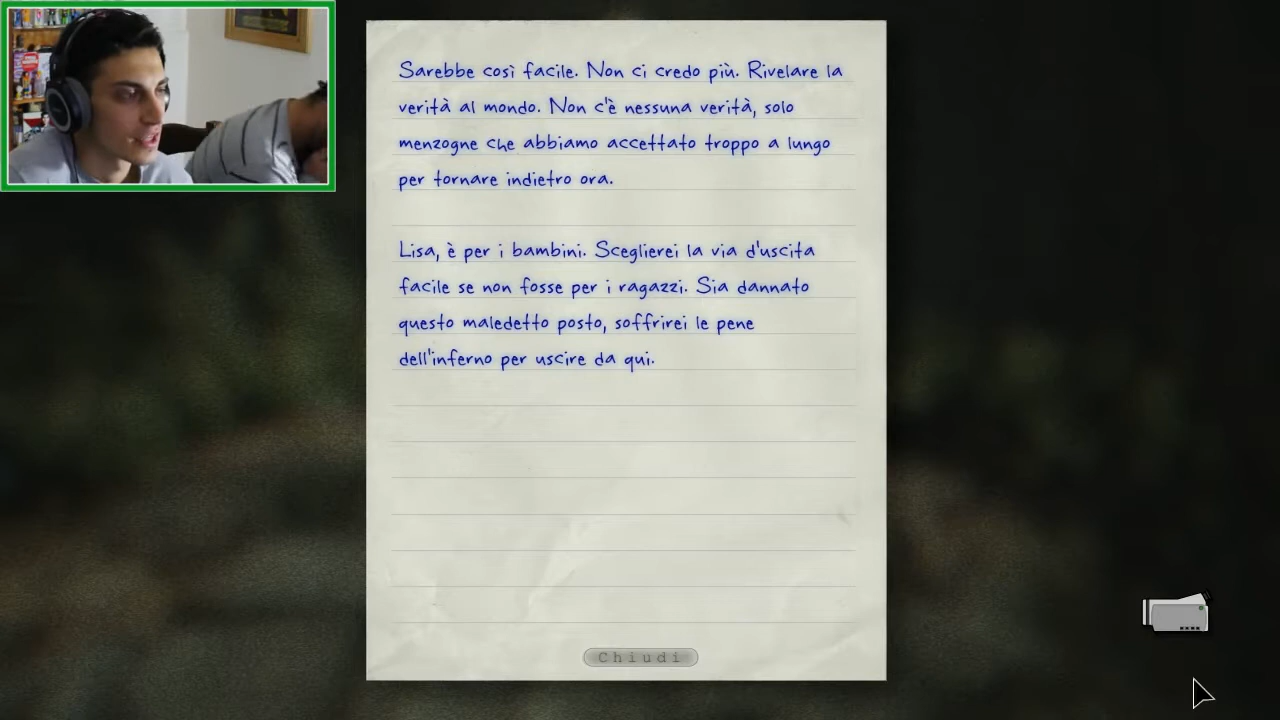 Sarebbe così facile. Non ci credo più. Rivelare la
verità al mondo. Non c'è nessuna verità, solo
menzogne che abbiamo accettato troppo a lungo
per tornare indietro ora.
Lisa, è per i bambini. Sceglierei la via d'uscita
facile se non fosse per i ragazzi. Sia dannato
questo maledetto posto, soffrirei le pene
dell'inferno per uscire da qui.
Chiudi